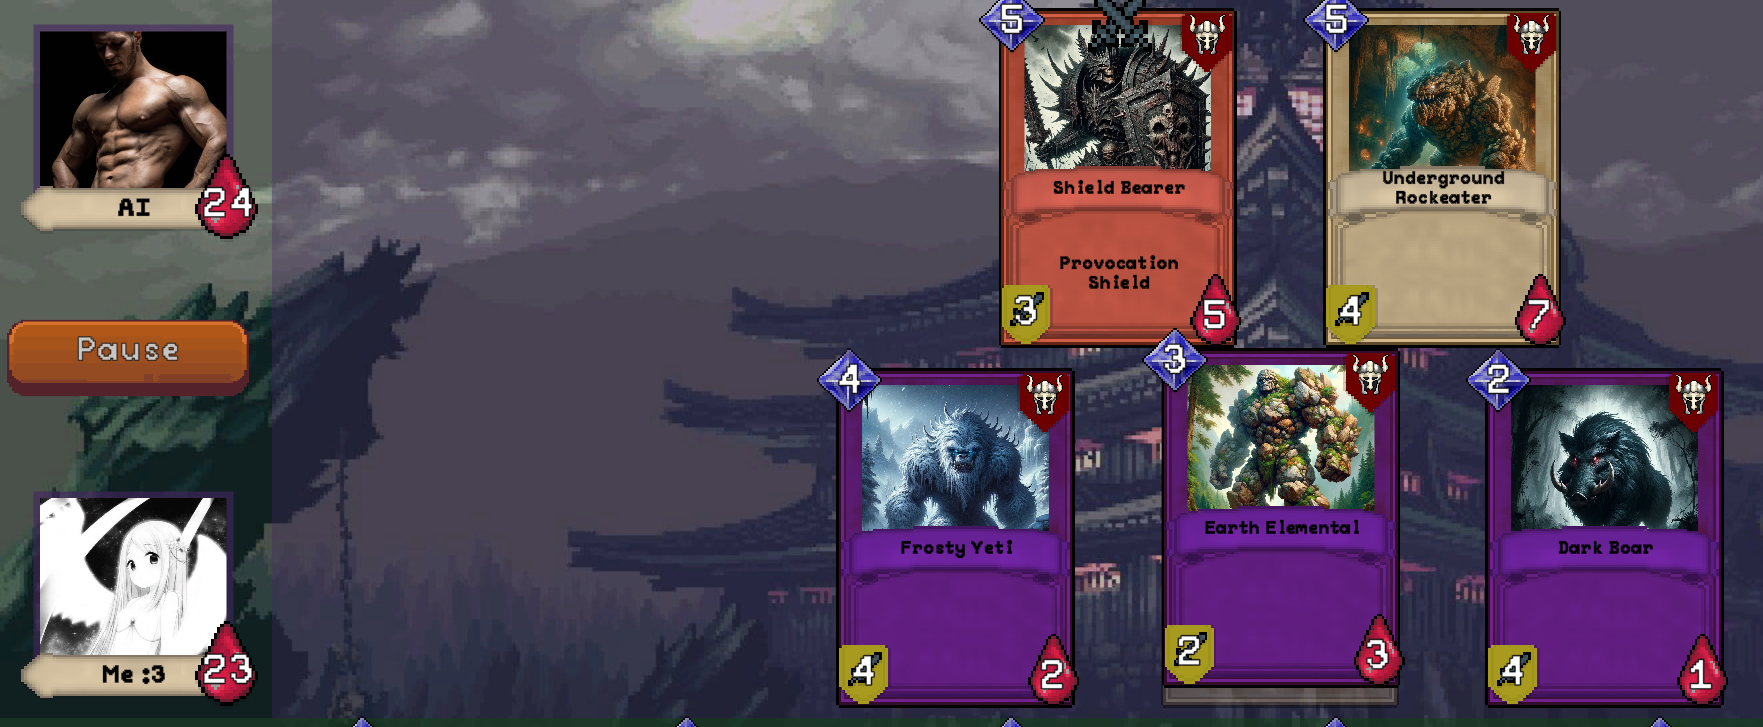 5
5
AI
24
Shield Bearer
Provocation
Shield
3
5
Underground
Rockeater
4
7
Pause
4
3
2
Frosty Yeti
4
2
Earth Elemental
2
3
Dark Boar
4
1
Me :3
23